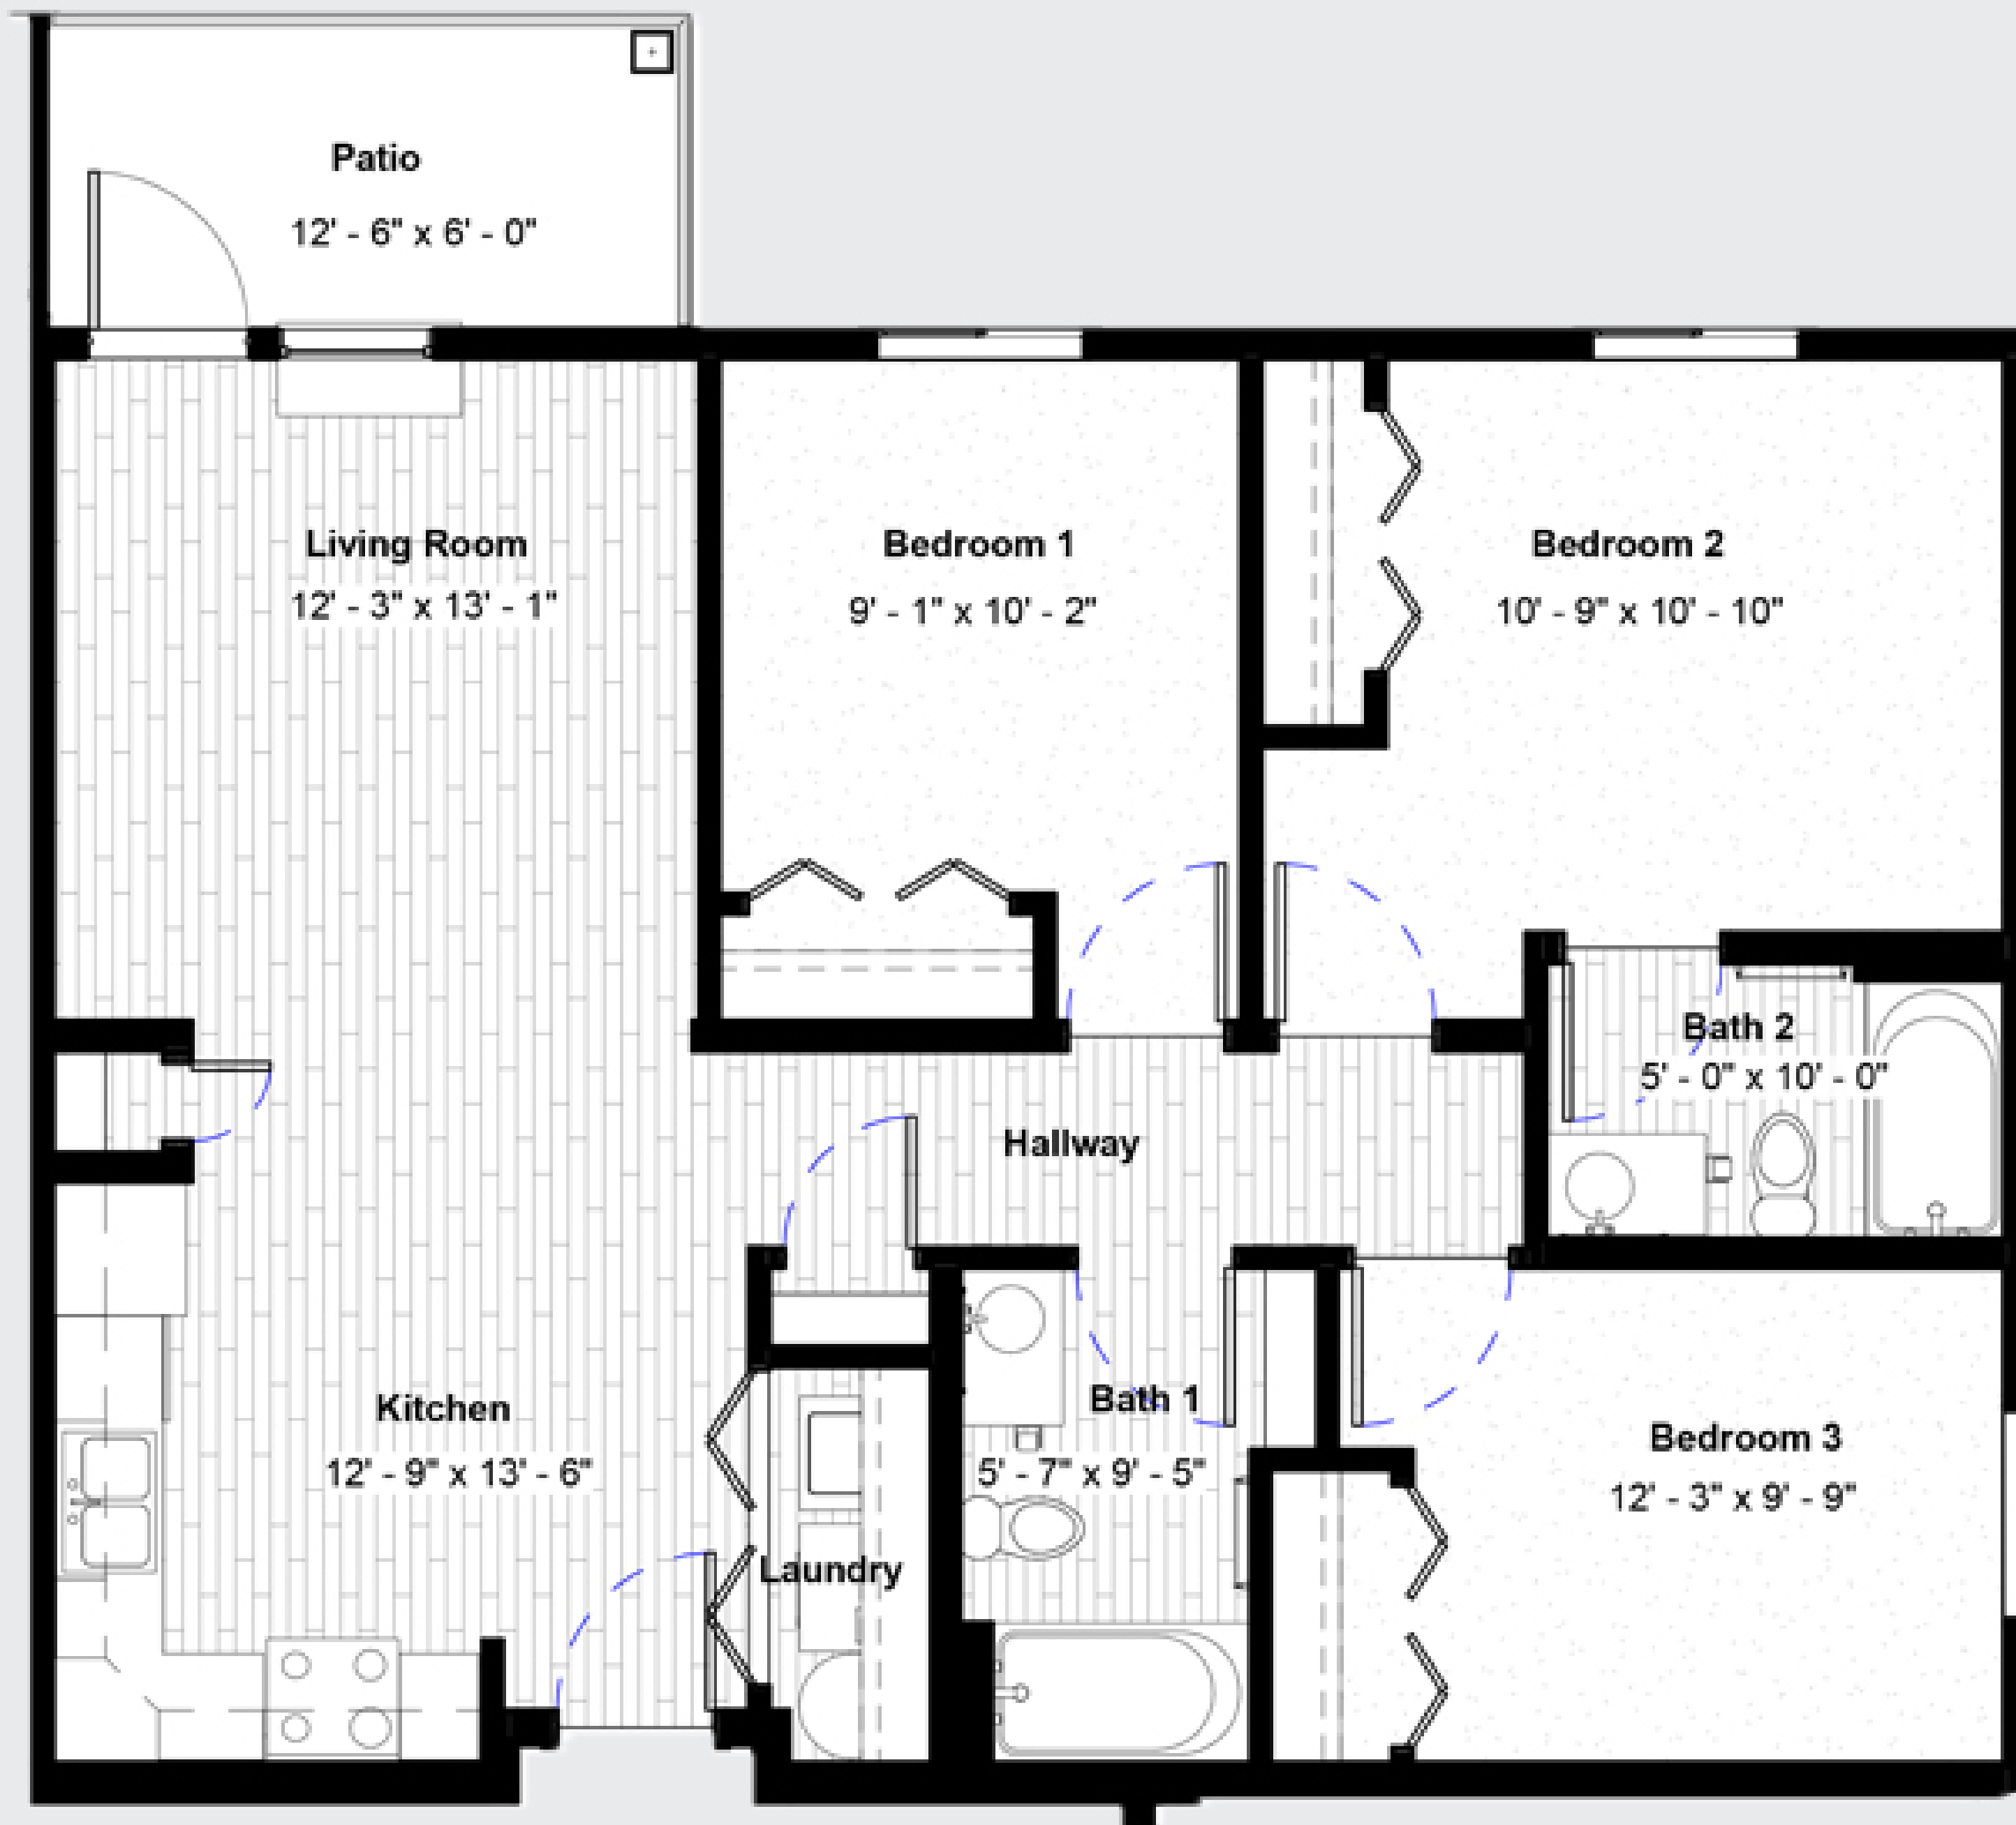 Patio
12' - 6" x 6' - 0"
Living Room
12' - 3" x 13' - 1"
Bedroom 1
9' - 1" x 10' - 2"
Bedroom 2
10' - 9" x 10' - 10"
Bath 2
5' - 0" x 10' - 0"
Hallway
Kitchen
12' - 9" x 13' - 6"
Laundry
Bath 1
5' - 7" x 9' - 5"
Bedroom 3
12' - 3" x 9' - 9"